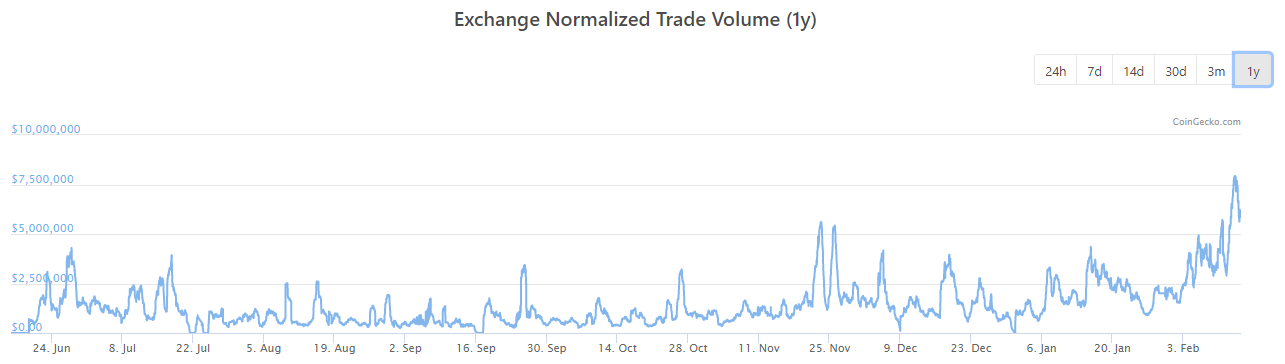 Exchange Normalized Trade Volume (1y)
24h 7d 14d 30d 3m 1y
CoinGecko.com
$10,000,000
$7,500,000
$5,000,000
$2,500,000
$0.00
24. Jun 8. Jul 22. Jul 5. Aug 19. Aug 2. Sep 16. Sep 30. Sep 14. Oct 28. Oct 11. Nov 25. Nov 9. Dec 23. Dec 6. Jan 20. Jan 3. Feb